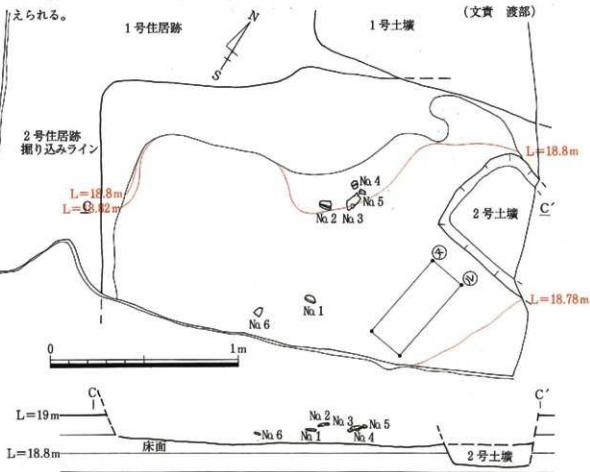 えられる。
(文責 渡部)
1号住居跡
1号土壙
N
S
2号住居跡
掘り込みライン
L=18.8m
L=18.8m
L=18.82m
C
C′
No.4
No.5
No.2
No.3
2号土壙
L=18.78m
No.6
No.1
0
1m
C
C′
L=19m
No.2
No.3
No.5
No.6
No.1
No.4
床面
2号土壙
L=18.8m